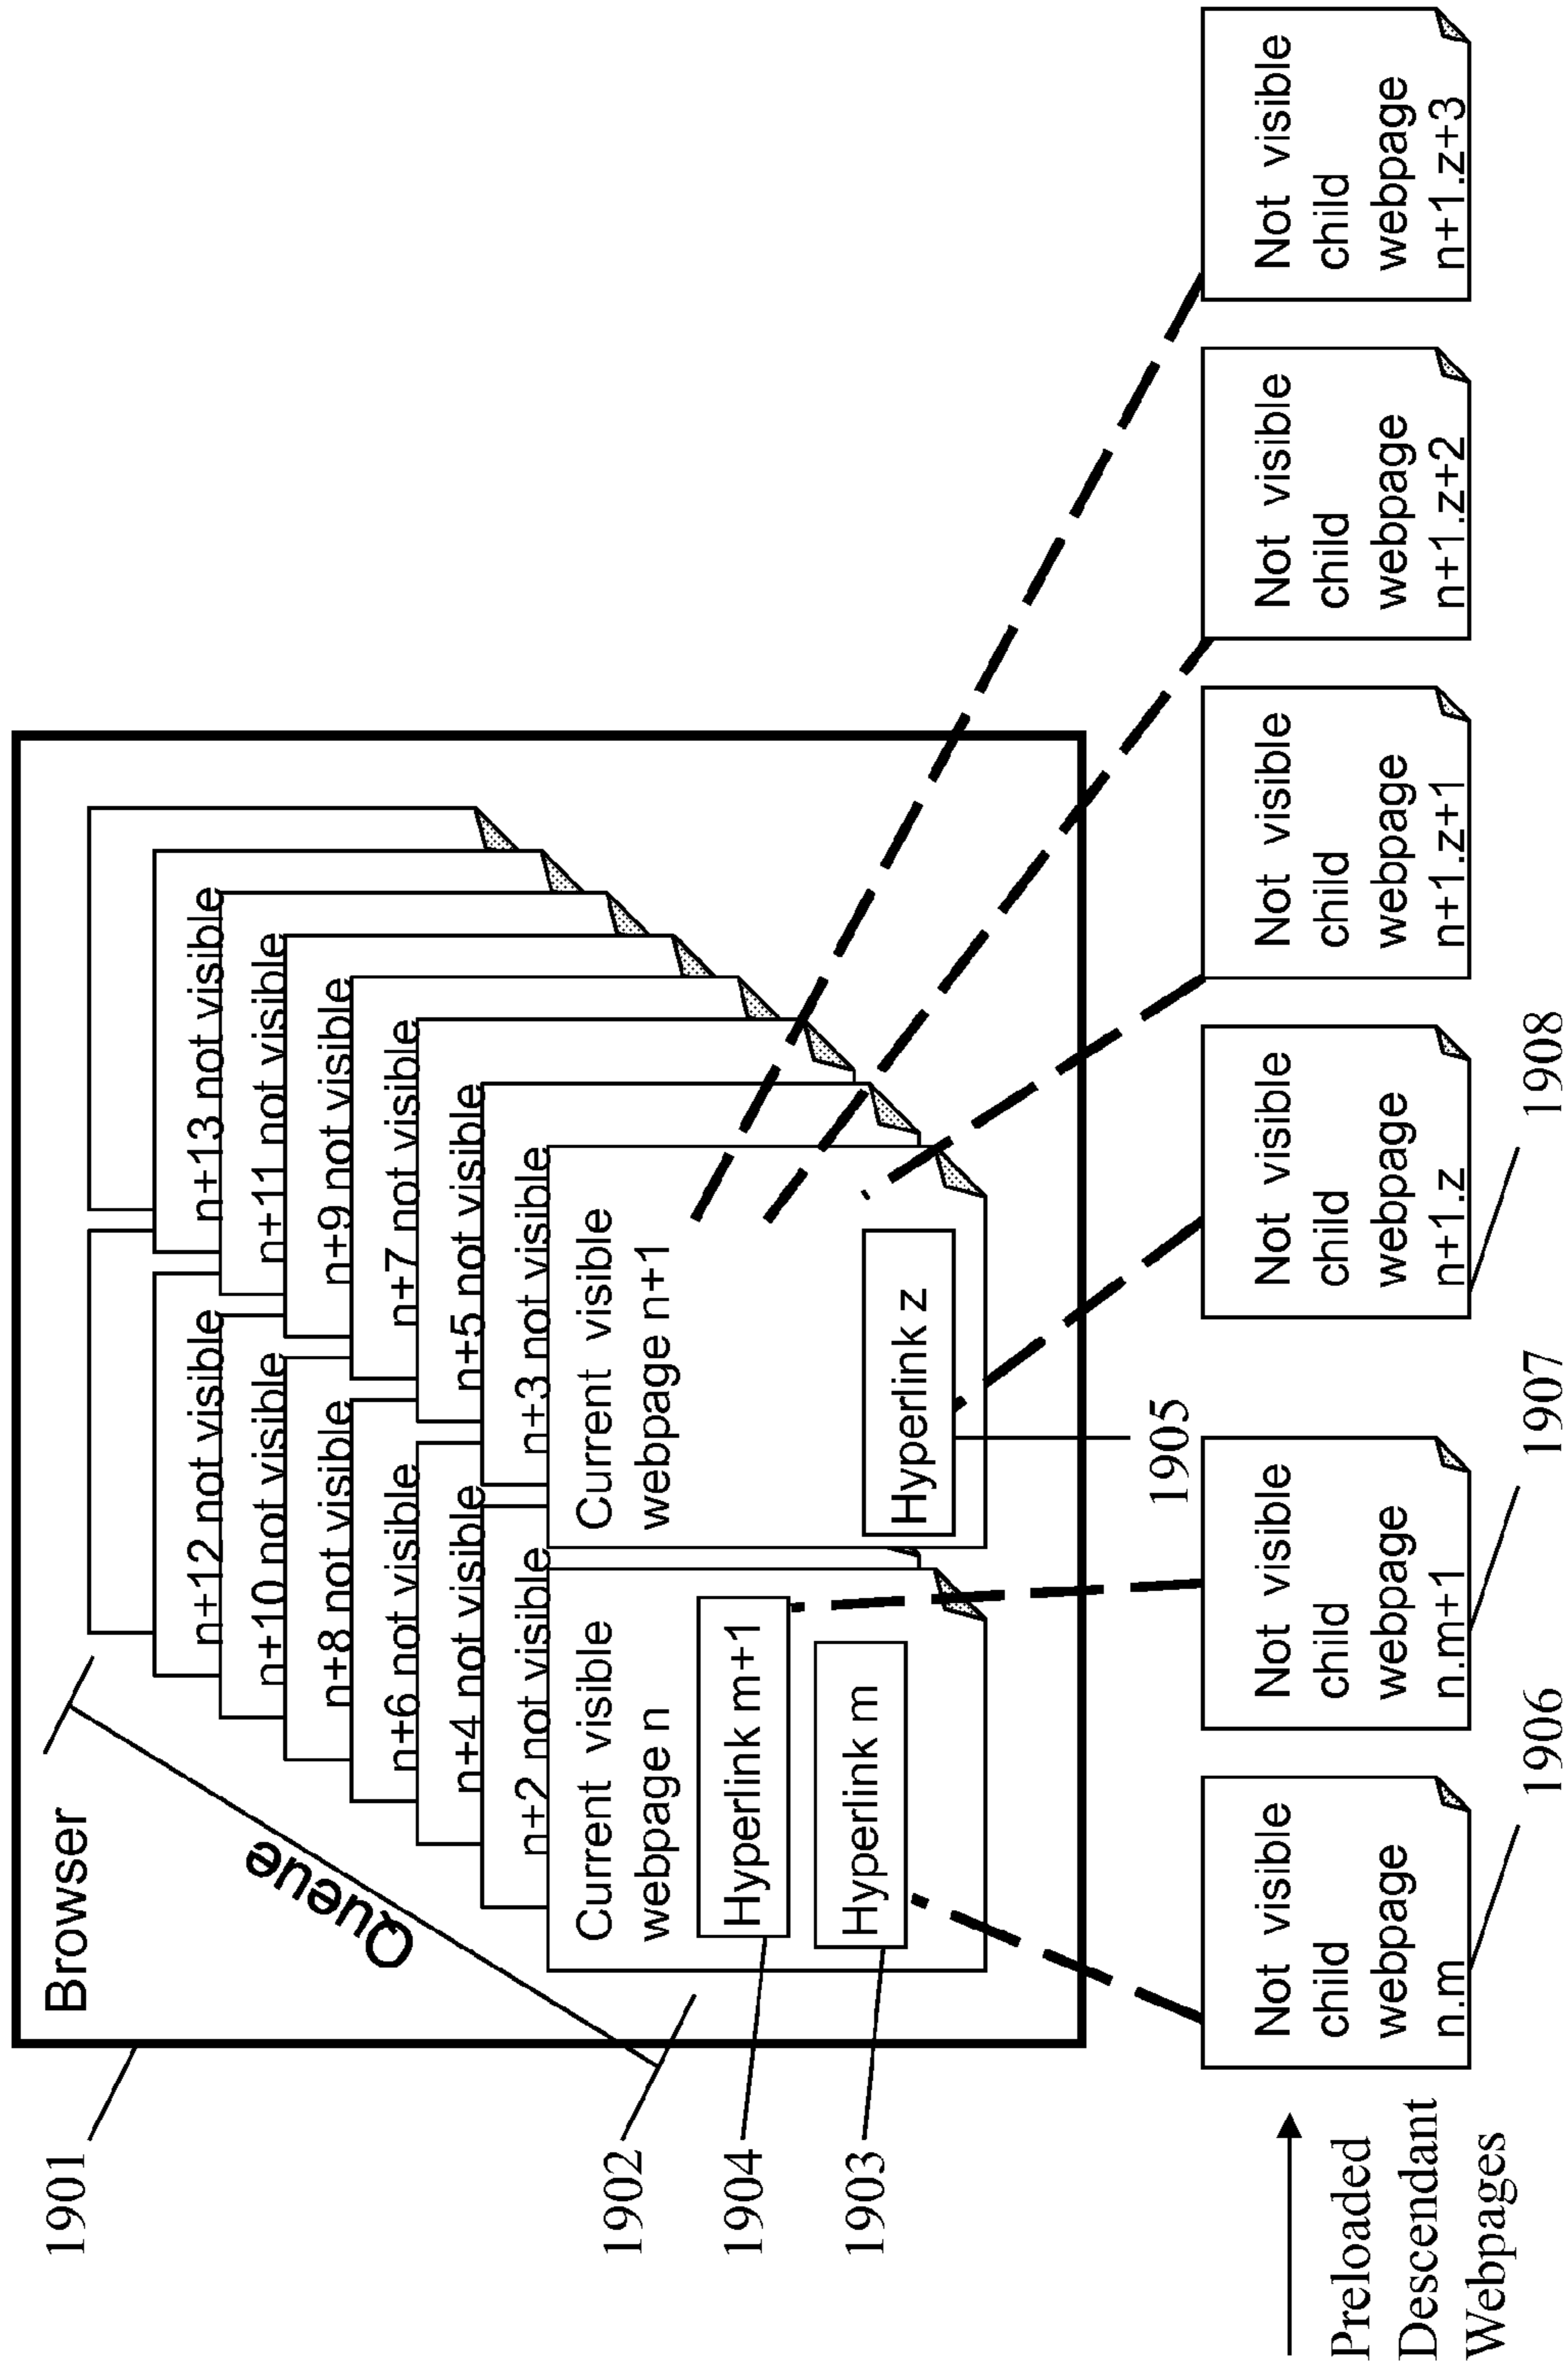 1901
Browser
Queue
n+12 not visible
n+13 not visible
n+10 not visible
n+11 not visible
n+8 not visible
n+9 not visible
n+6 not visible
n+7 not visible
n+4 not visible
n+5 not visible
n+2 not visible
n+3 not visible
1902
Current visible
webpage n
Current visible
webpage n+1
1904
Hyperlink m+1
1903
Hyperlink m
Hyperlink z
1905
Preloaded
Descendant
Webpages
Not visible
child
webpage
n.m
1906
Not visible
child
webpage
n.m+1
1907
Not visible
child
webpage
n+1.z
1908
Not visible
child
webpage
n+1.z+1
Not visible
child
webpage
n+1.z+2
Not visible
child
webpage
n+1.z+3